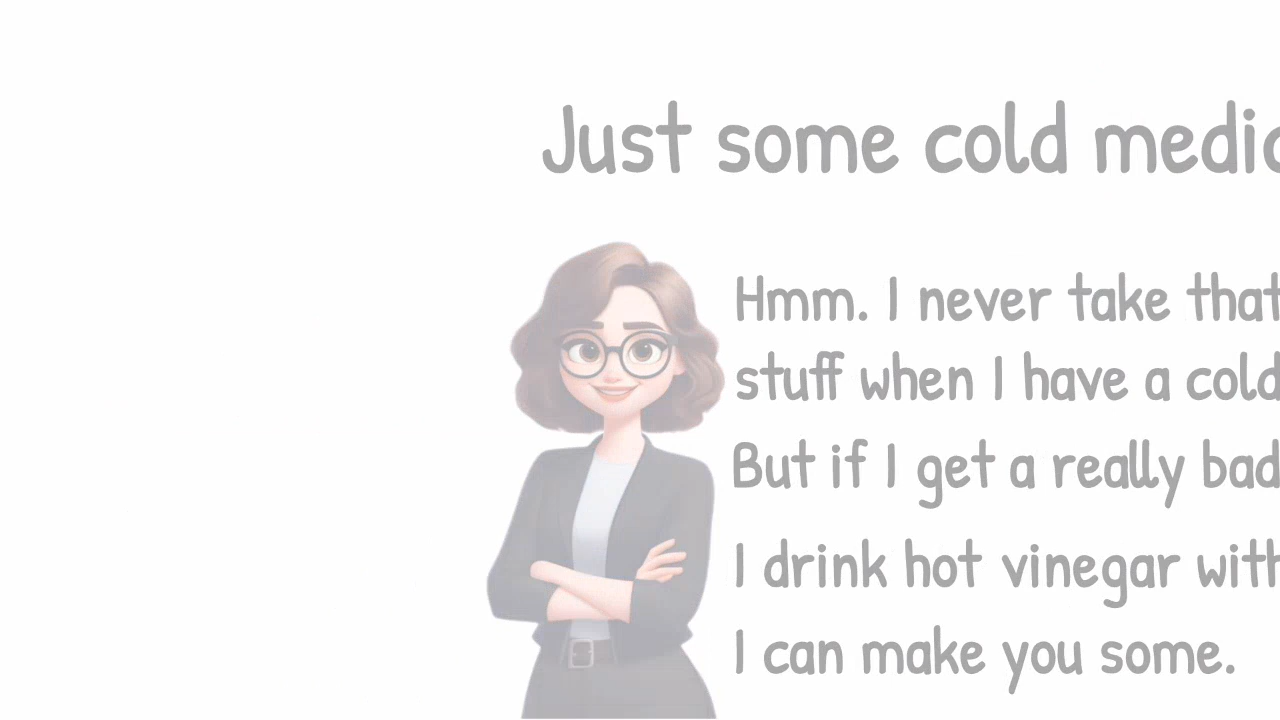 Just some cold medic
Hmm. I never take that
stuff when I have a cold
But if I get a really bad
I drink hot vinegar with
I can make you some.